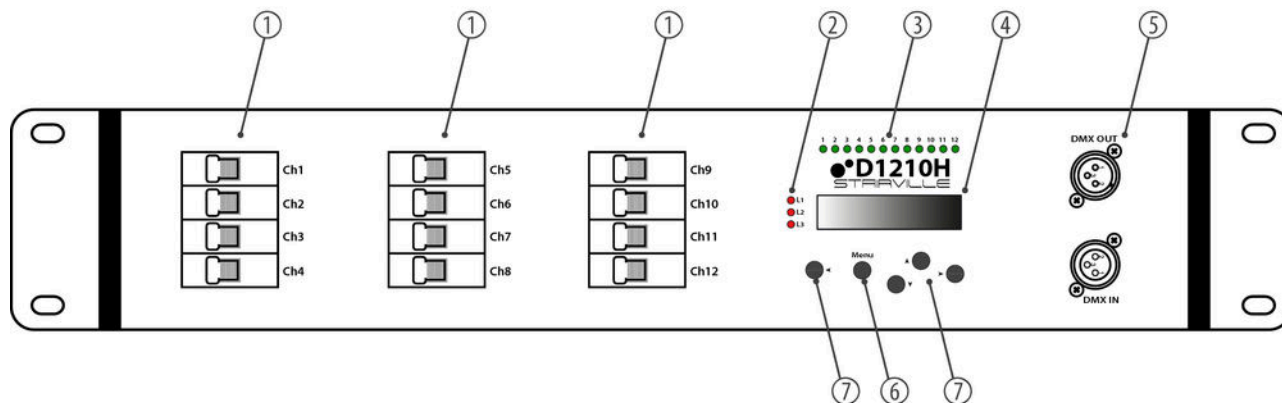 1 1 1 2 3 4 5
1 2 3 4 5 6 7 8 9 10 11 12
D1210H
STAIRVILLE
Ch1
Ch2
Ch3
Ch4
Ch5
Ch6
Ch7
Ch8
Ch9
Ch10
Ch11
Ch12
L1
L2
L3
Menu
DMX OUT
DMX IN
7 6 7